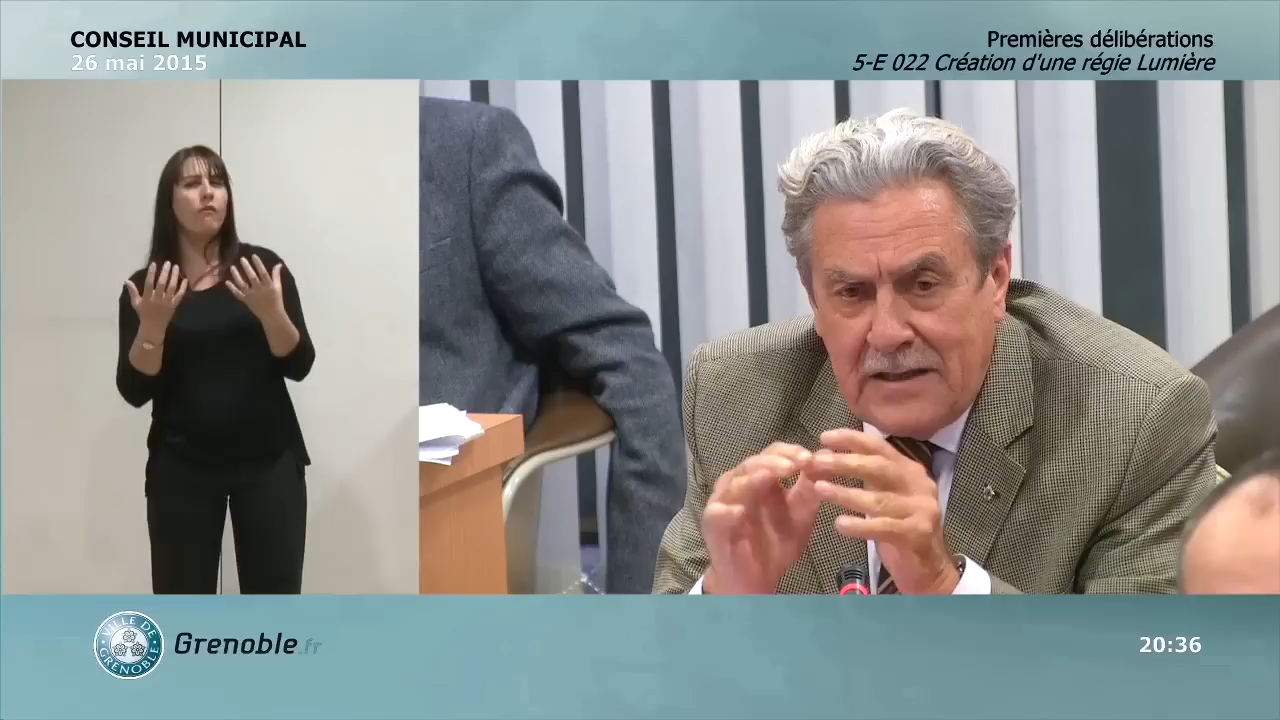 CONSEIL MUNICIPAL
26 mai 2015
Premières délibérations
5-E 022 Création d'une régie Lumière
VILLE DE
GRENOBLE
Grenoble.fr
20:36